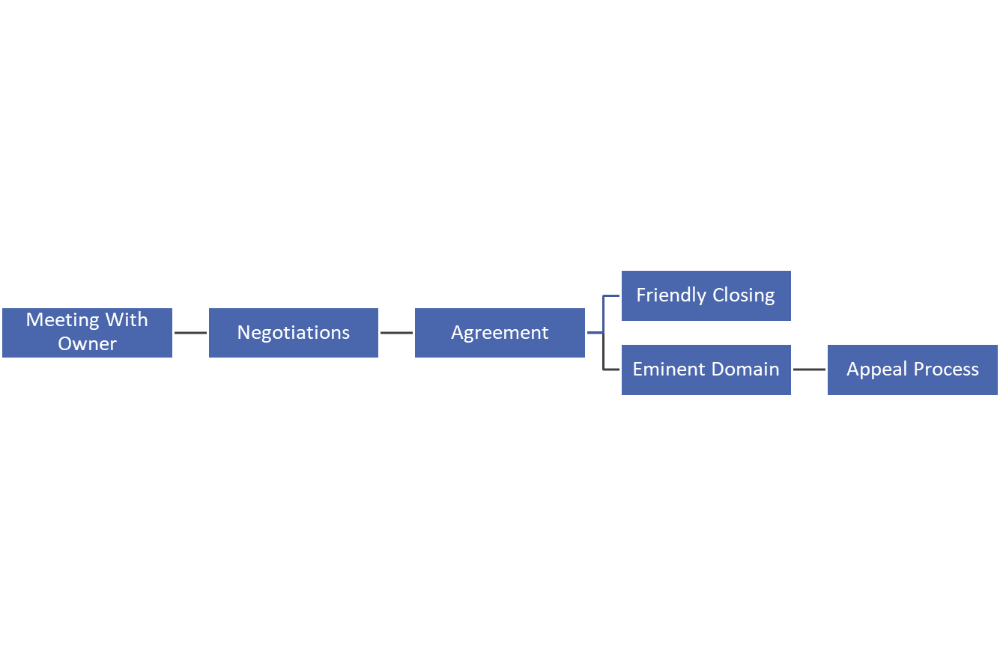 Meeting With
Owner
Negotiations
Agreement
Friendly Closing
Eminent Domain
Appeal Process